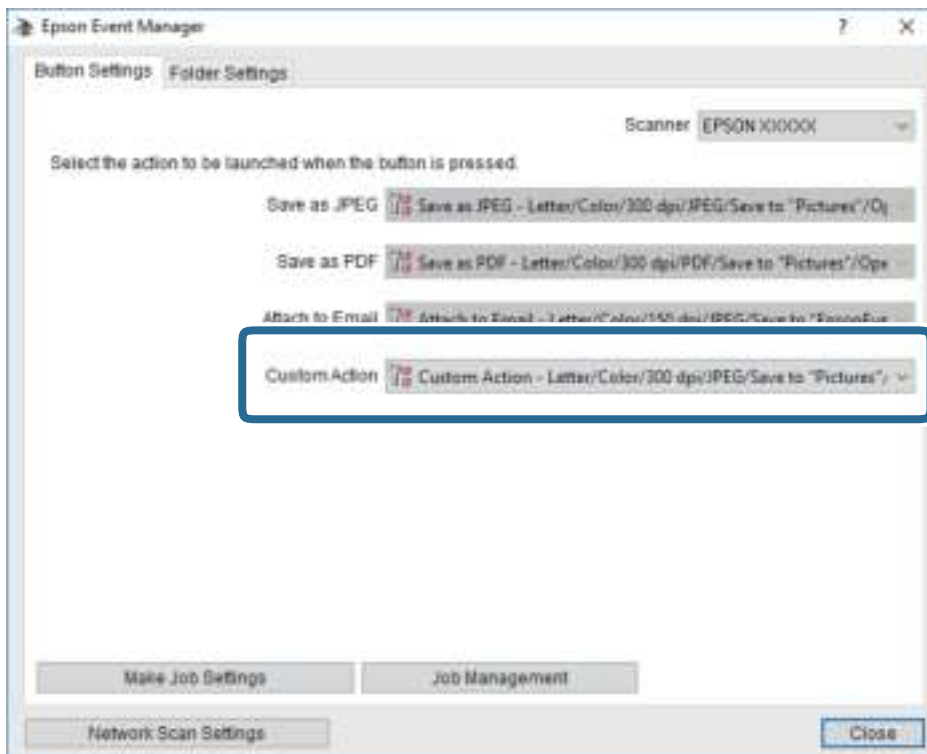 Epson Event Manager
Button Settings Folder Settings
Scanner EPSON XXXXX
Select the action to be launched when the button is pressed.
Save as JPEG Save as JPEG - Letter/Color/300 dpi/JPEG/Save to "Pictures"/Op
Save as PDF Save as PDF - Letter/Color/300 dpi/PDF/Save to "Pictures"/Ope
Attach to Email Attach to Email - Letter/Color/150 dpi/JPEG/Save to "EpsonEve
Custom Action Custom Action - Letter/Color/300 dpi/JPEG/Save to "Pictures"/
Make Job Settings Job Management
Network Scan Settings Close